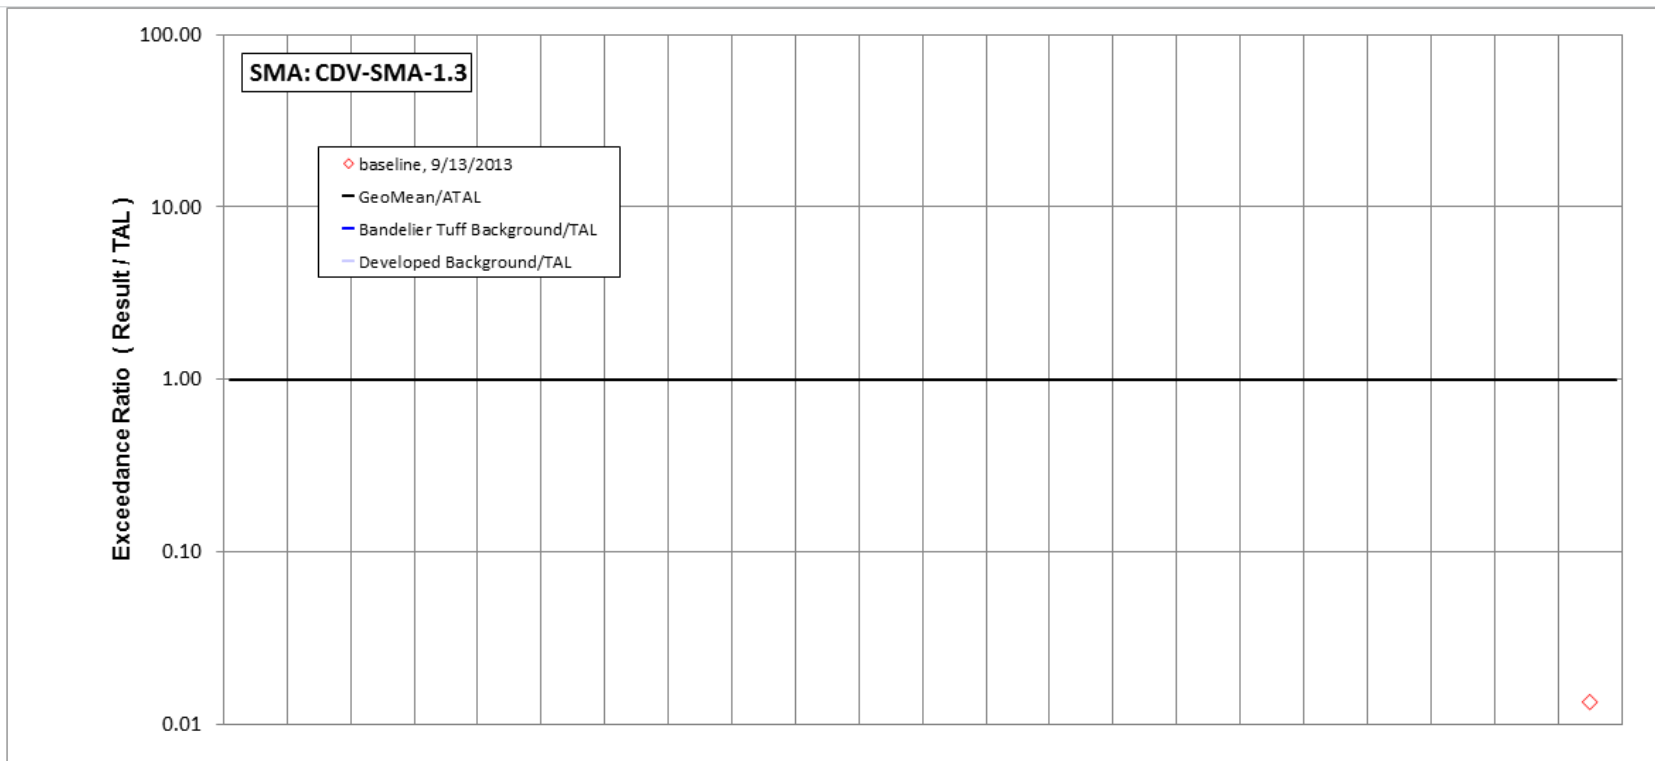 100.00
SMA: CDV-SMA-1.3
baseline, 9/13/2013
GeoMean/ATAL
Bandelier Tuff Background/TAL
Developed Background/TAL
10.00
1.00
0.10
0.01
Exceedance Ratio ( Result / TAL )